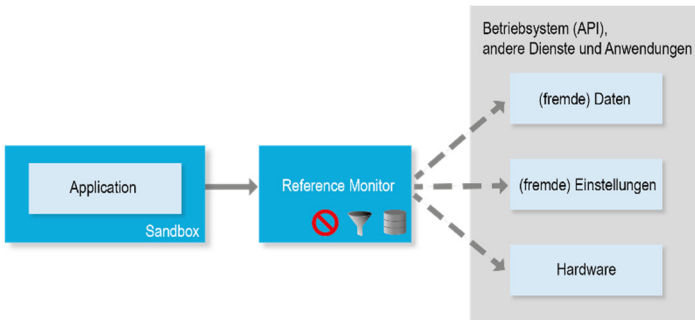 Betriebsystem (API),
andere Dienste und Anwendungen
(fremde) Daten
Application
Sandbox
Reference Monitor
(fremde) Einstellungen
Hardware